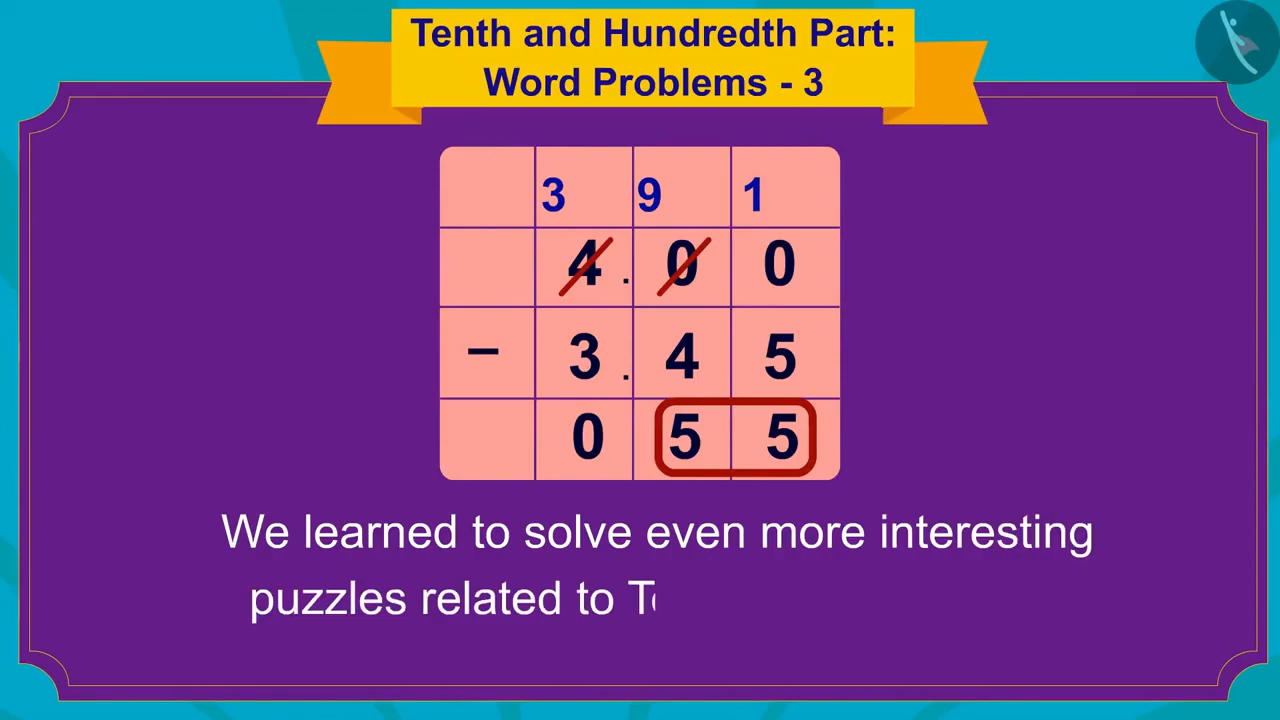 Tenth and Hundredth Part:
Word Problems - 3
3 9 1
4 . 0 0
− 3 . 4 5
0 5 5
We learned to solve even more interesting
puzzles related to